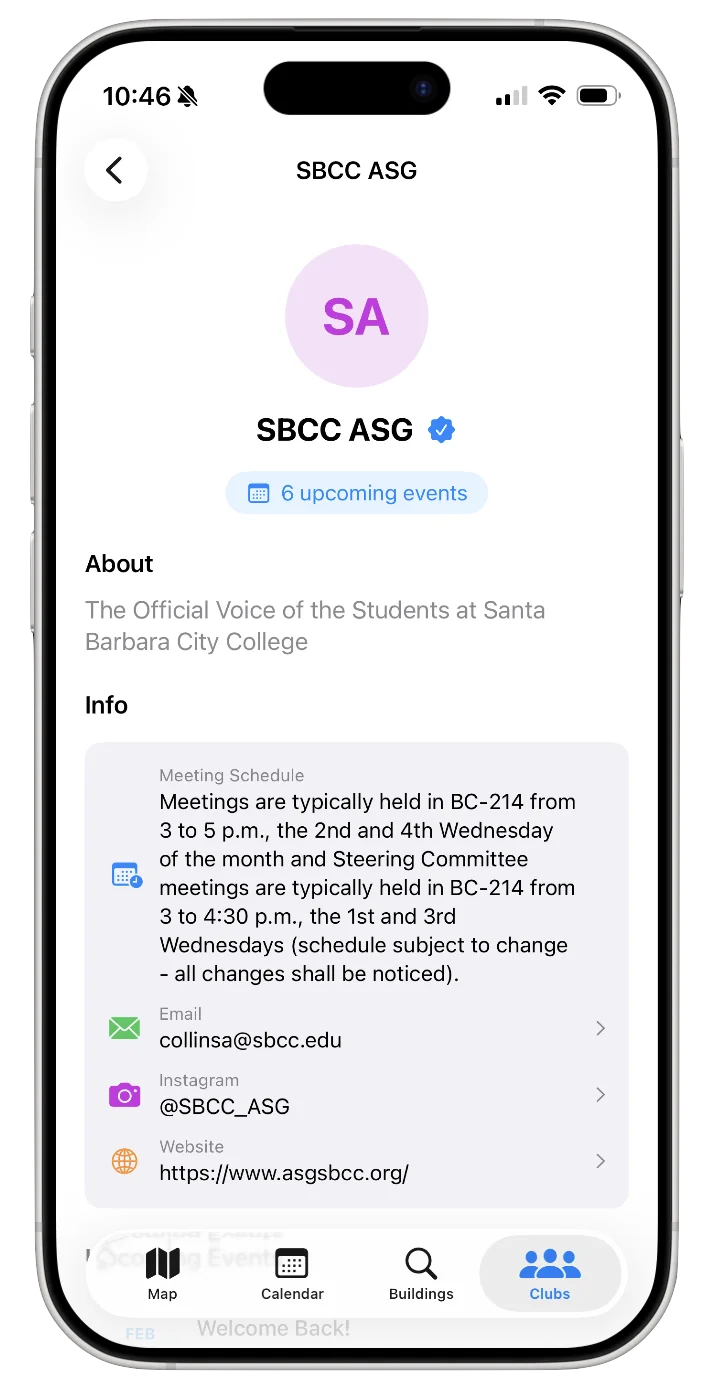 10:46
SBCC ASG
SA
SBCC ASG
6 upcoming events
About
The Official Voice of the Students at Santa
Barbara City College
Info
Meeting Schedule
Meetings are typically held in BC-214 from
3 to 5 p.m., the 2nd and 4th Wednesday
of the month and Steering Committee
meetings are typically held in BC-214 from
3 to 4:30 p.m., the 1st and 3rd
Wednesdays (schedule subject to change
- all changes shall be noticed).
Email
collinsa@sbcc.edu
Instagram
@SBCC_ASG
Website
https://www.asgsbcc.org/
Upcoming Events
Map
Calendar
Buildings
Clubs
FEB
Welcome Back!